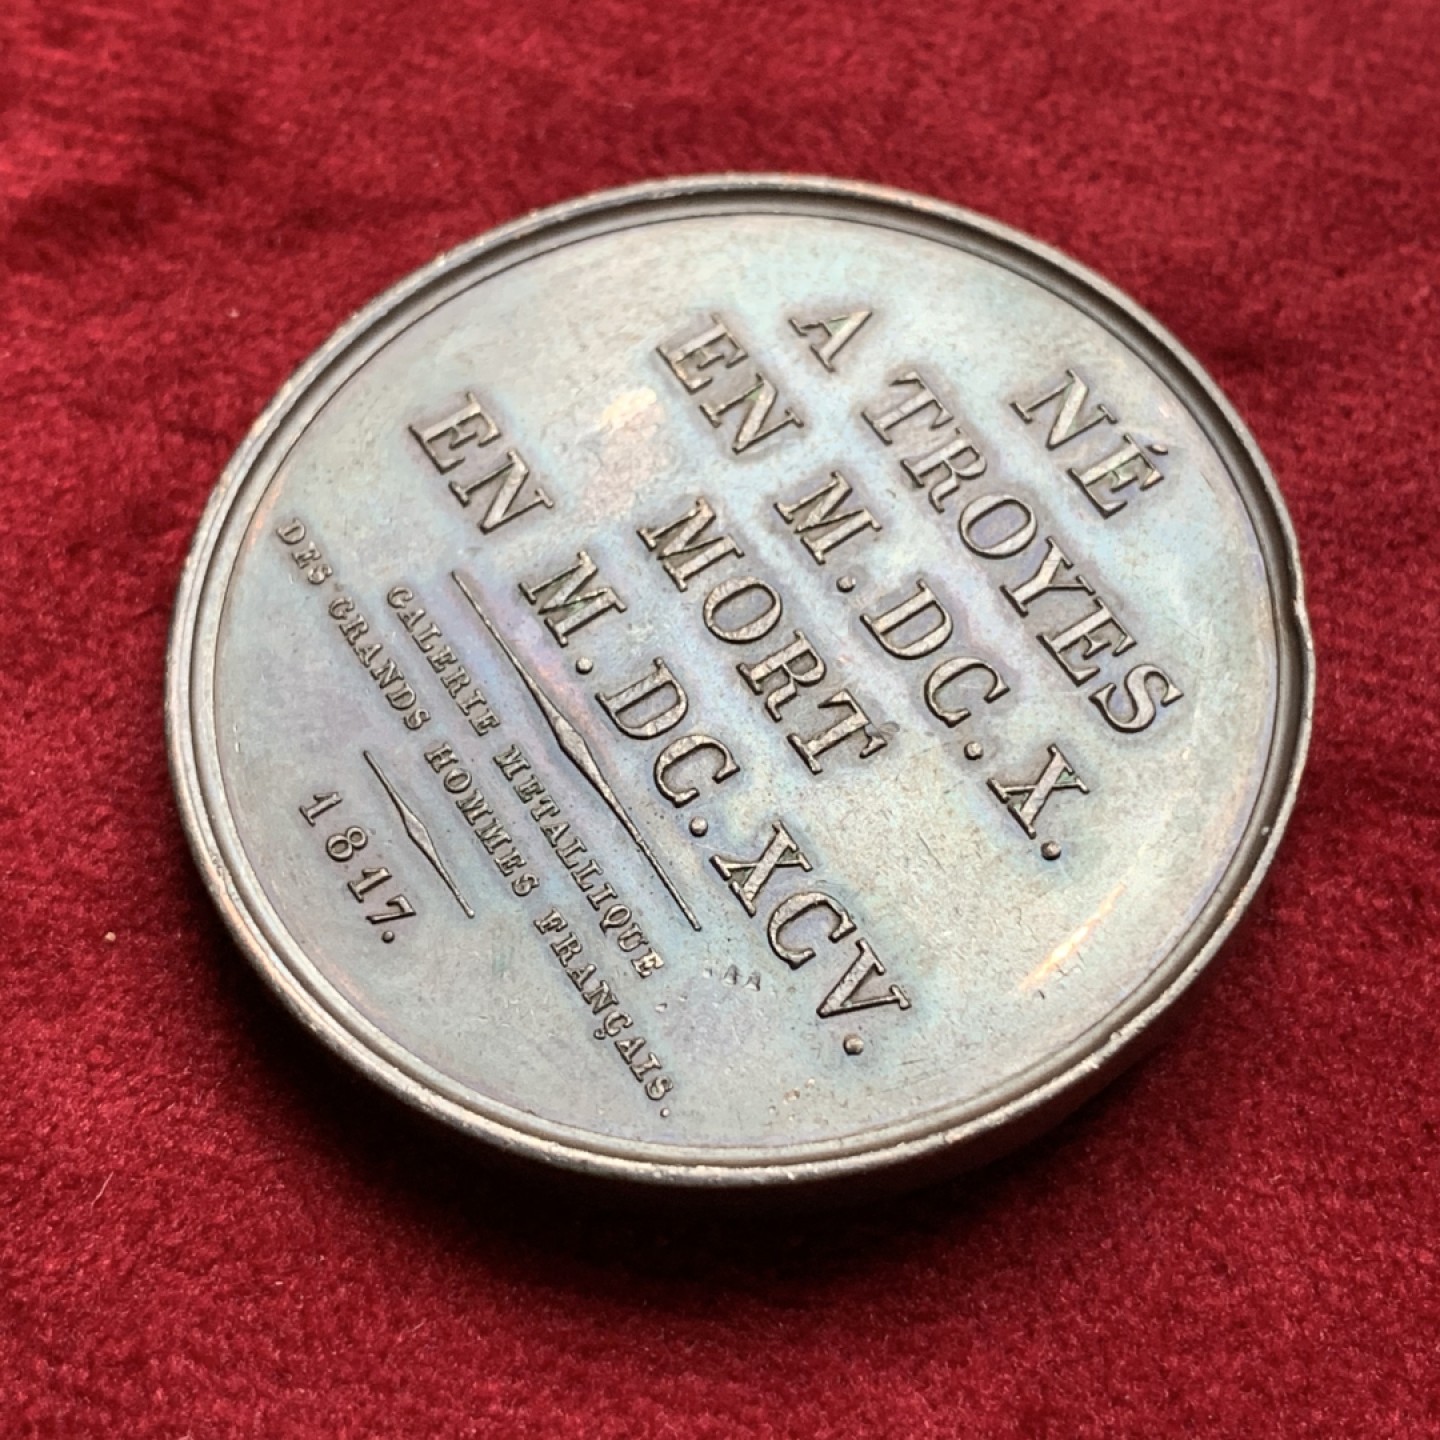 NÉ
A TROYES
EN M. DC. X.
MORT
EN M. DC. XCV.
GALERIE METALLIQUE
DES GRANDS HOMMES FRANÇAIS.
1817.